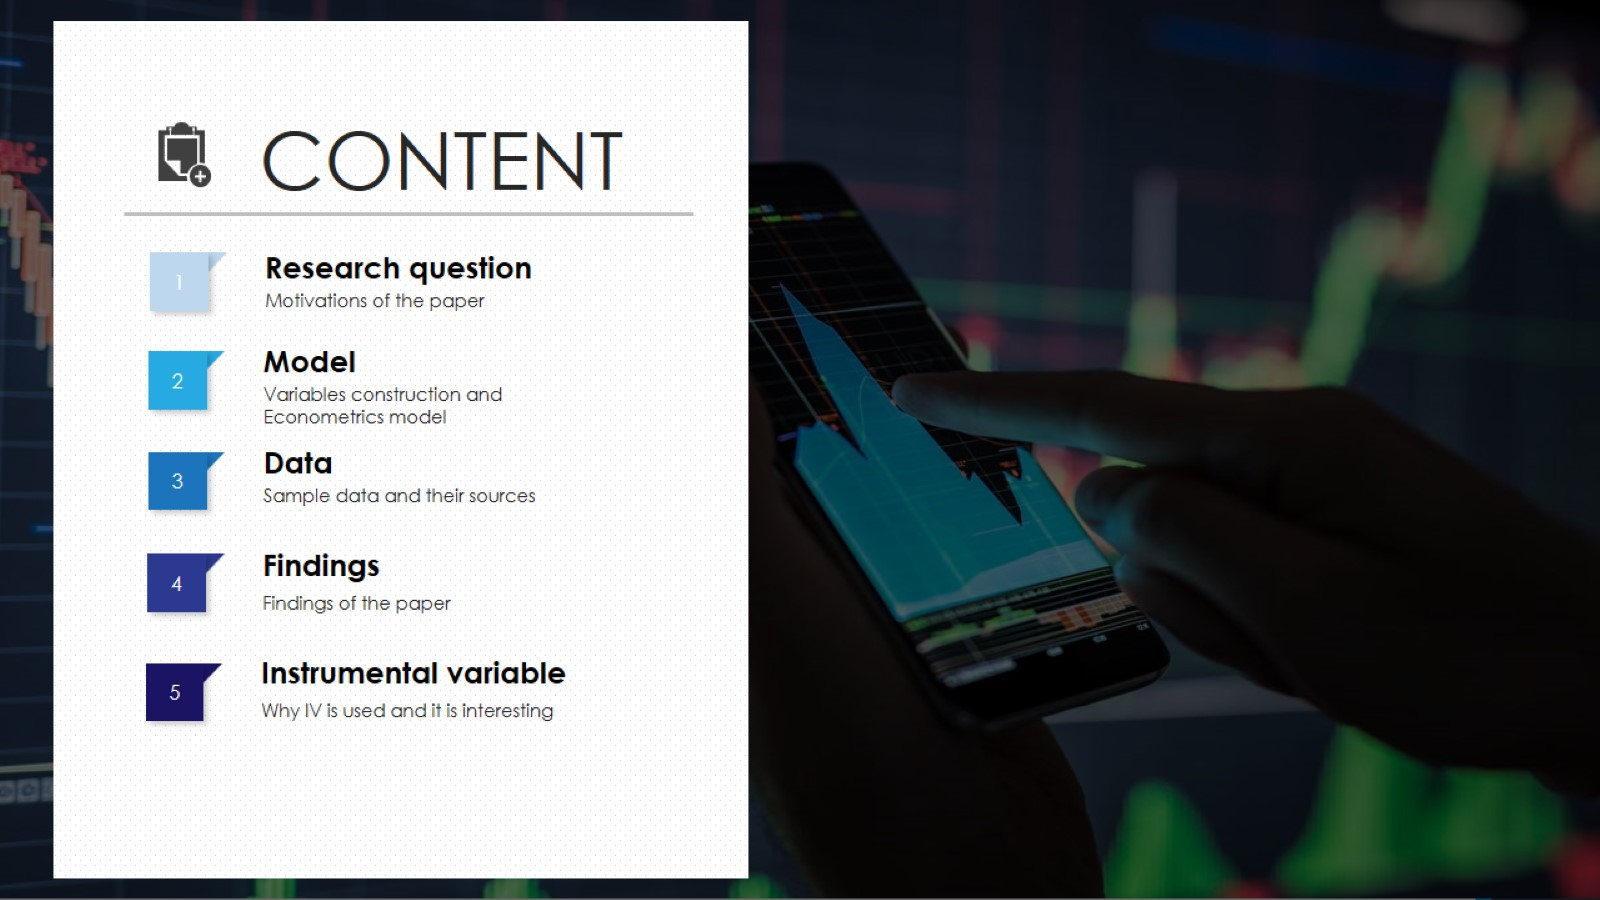 CONTENT
1
Research question
Motivations of the paper
2
Model
Variables construction and
Econometrics model
3
Data
Sample data and their sources
4
Findings
Findings of the paper
5
Instrumental variable
Why IV is used and it is interesting